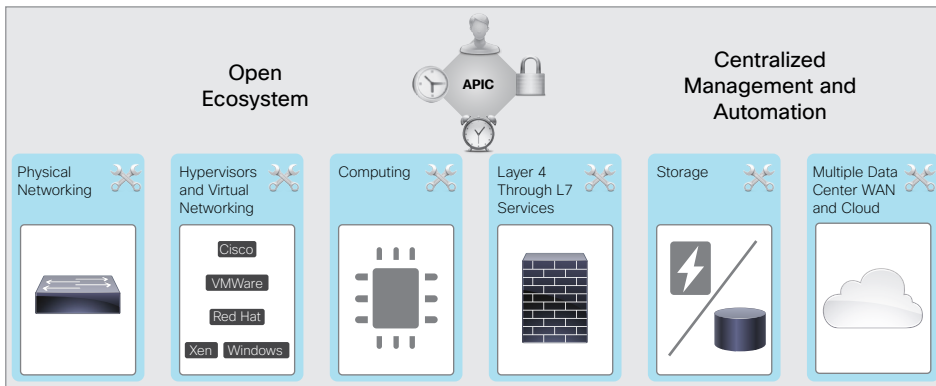 Open
Ecosystem
APIC
Centralized
Management and
Automation
Physical
Networking
Hypervisors
and Virtual
Networking
Cisco
VMWare
Red Hat
Xen
Windows
Computing
Layer 4
Through L7
Services
Storage
Multiple Data
Center WAN
and Cloud